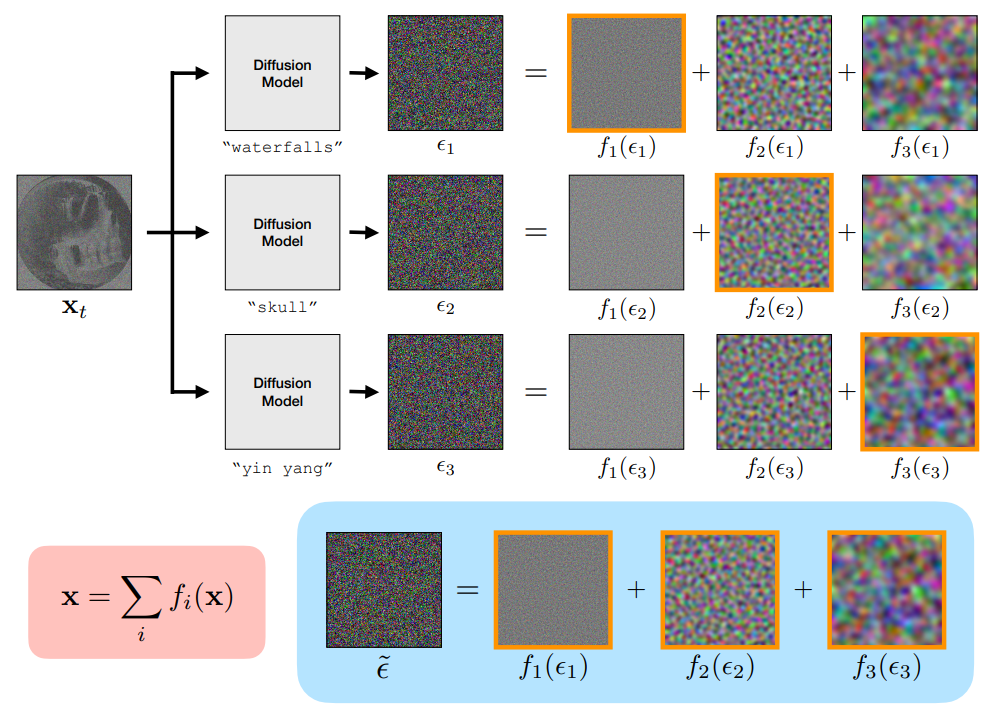 Diffusion
Model
= + +
"waterfalls" ϵ₁ f₁(ϵ₁) f₂(ϵ₁) f₃(ϵ₁)
Diffusion
Model
= + +
xₜ "skull" ϵ₂ f₁(ϵ₂) f₂(ϵ₂) f₃(ϵ₂)
Diffusion
Model
= + +
"yin yang" ϵ₃ f₁(ϵ₃) f₂(ϵ₃) f₃(ϵ₃)
x = ∑ᵢ fᵢ(x)
= + +
ϵ̃ f₁(ϵ₁) f₂(ϵ₂) f₃(ϵ₃)